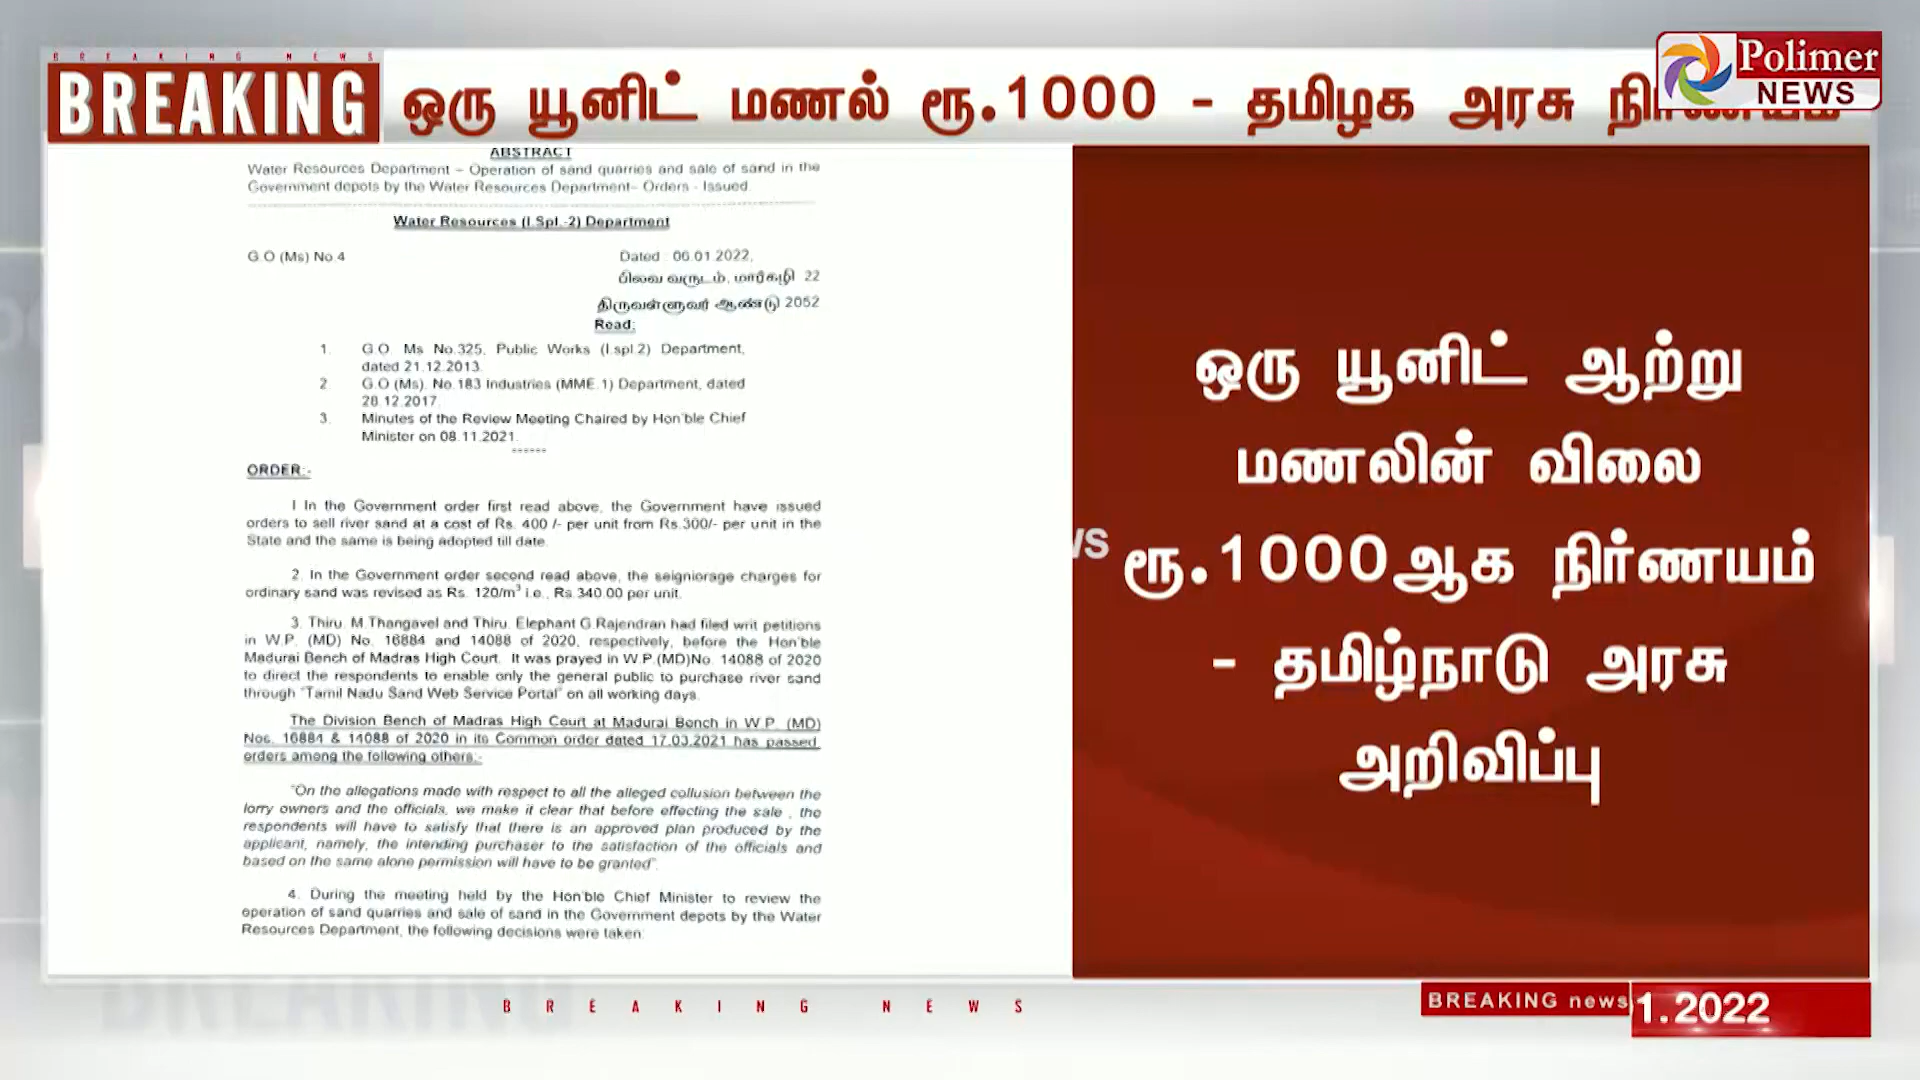 BREAKING NEWS
BREAKING
ஒரு யூனிட் மணல் ரூ.1000 - தமிழக அரசு
Polimer
NEWS
ABSTRACT
Water Resources Department – Operation of sand quarries and sale of sand in the
Government depots by the Water Resources Department– Orders - Issued
Water Resources (I.Spl.-2) Department
G.O (Ms) No.4
Dated : 06.01.2022,
பிலவ வருடம், மார்கழி 22
திருவள்ளுவர் ஆண்டு 2052
Read:
1. G.O. Ms No.325, Public Works (I.spl.2) Department,
dated 21.12.2013.
2. G.O (Ms). No.183 Industries (MME.1) Department, dated
28.12.2017.
3. Minutes of the Review Meeting Chaired by Hon'ble Chief
Minister on 08.11.2021.
------
ORDER:-
1 In the Government order first read above, the Government have issued
orders to sell river sand at a cost of Rs. 400 /- per unit from Rs.300/- per unit in the
State and the same is being adopted till date.
2. In the Government order second read above, the seigniorage charges for
ordinary sand was revised as Rs. 120/m³ i.e., Rs.340.00 per unit.
3. Thiru. M Thangavel and Thiru. Elephant G Rajendran had filed writ petitions
in W.P. (MD) No. 16884 and 14088 of 2020, respectively, before the Hon'ble
Madurai Bench of Madras High Court. It was prayed in W.P.(MD)No. 14088 of 2020
to direct the respondents to enable only the general public to purchase river sand
through "Tamil Nadu Sand Web Service Portal" on all working days.
The Division Bench of Madras High Court at Madurai Bench in W.P. (MD)
Nos. 16884 & 14088 of 2020 in its Common order dated 17.03.2021 has passed
orders among the following others:-
"On the allegations made with respect to all the alleged collusion between the
lorry owners and the officials, we make it clear that before effecting the sale , the
respondents will have to satisfy that there is an approved plan produced by the
applicant, namely, the intending purchaser to the satisfaction of the officials and
based on the same alone permission will have to be granted".
4. During the meeting held by the Hon'ble Chief Minister to review the
operation of sand quarries and sale of sand in the Government depots by the Water
Resources Department, the following decisions were taken:
ஒரு யூனிட் ஆற்று
மணலின் விலை
ரூ.1000ஆக நிர்ணயம்
- தமிழ்நாடு அரசு
அறிவிப்பு
BREAKING NEWS
BREAKING news
1.2022